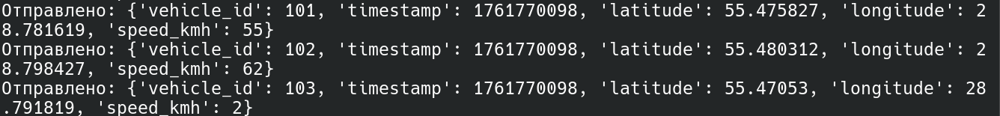 Отправлено: {'vehicle_id': 101, 'timestamp': 1761770098, 'latitude': 55.475827, 'longitude': 2
8.781619, 'speed_kmh': 55}
Отправлено: {'vehicle_id': 102, 'timestamp': 1761770098, 'latitude': 55.480312, 'longitude': 2
8.798427, 'speed_kmh': 62}
Отправлено: {'vehicle_id': 103, 'timestamp': 1761770098, 'latitude': 55.47053, 'longitude': 28
.791819, 'speed_kmh': 2}